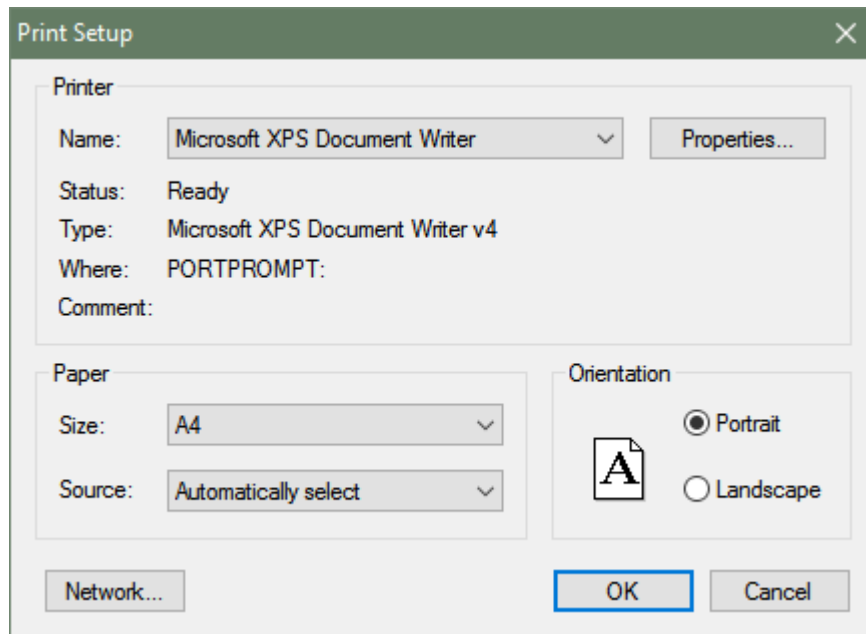 Print Setup
Printer
Name: Microsoft XPS Document Writer Properties...
Status: Ready
Type: Microsoft XPS Document Writer v4
Where: PORTPROMPT:
Comment:
Paper
Size: A4
Source: Automatically select
Orientation
A
Portrait
Landscape
Network... OK Cancel